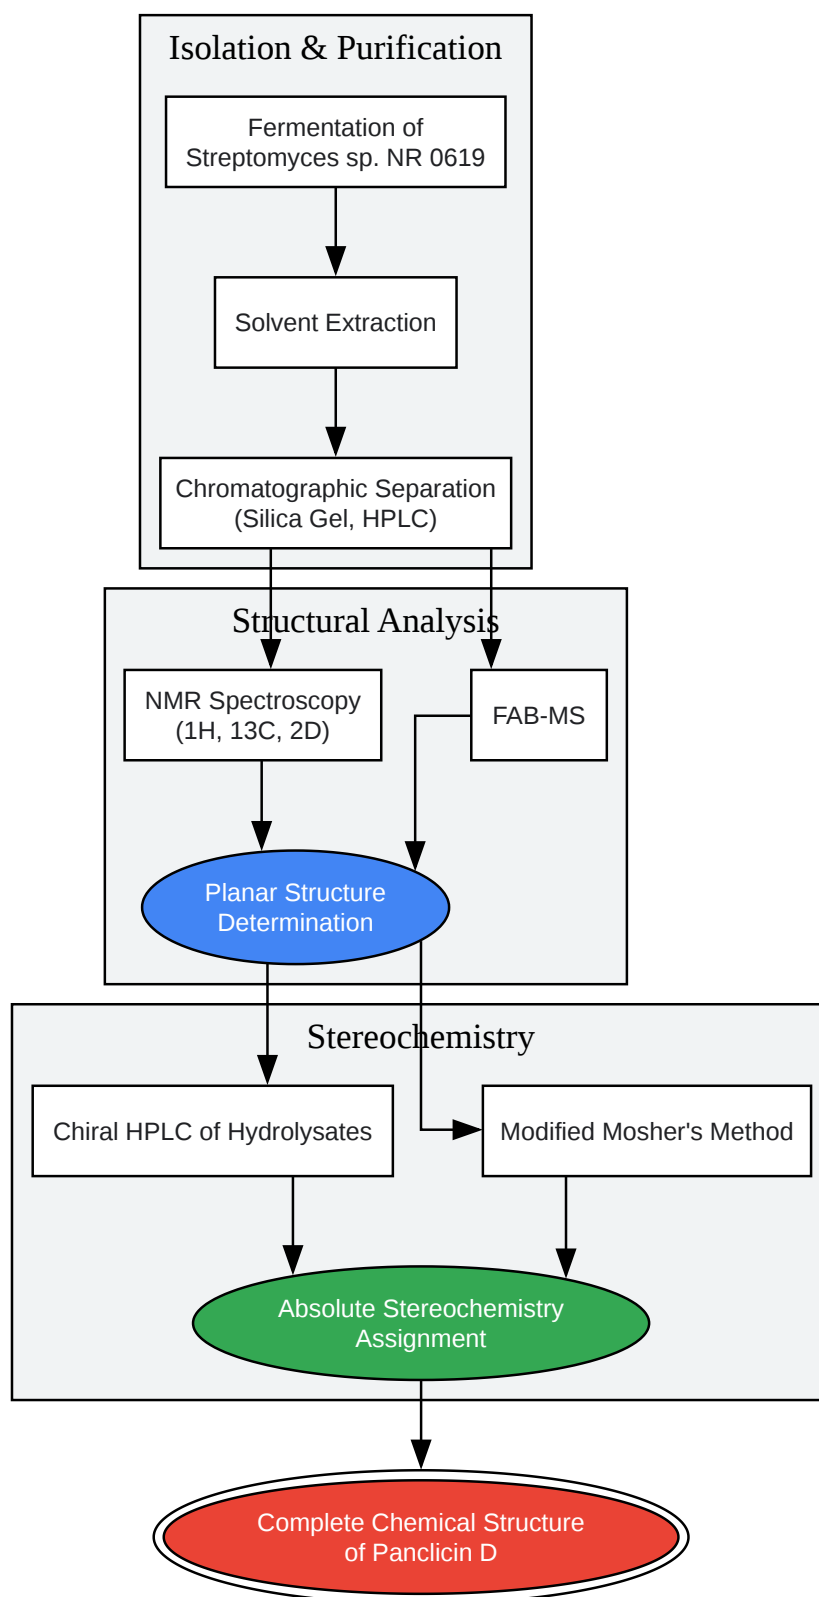 Isolation & Purification
Fermentation of
Streptomyces sp. NR 0619
Solvent Extraction
Chromatographic Separation
(Silica Gel, HPLC)
Structural Analysis
NMR Spectroscopy
(1H, 13C, 2D)
FAB-MS
Planar Structure
Determination
Stereochemistry
Chiral HPLC of Hydrolysates
Modified Mosher's Method
Absolute Stereochemistry
Assignment
Complete Chemical Structure
of Panclicin D